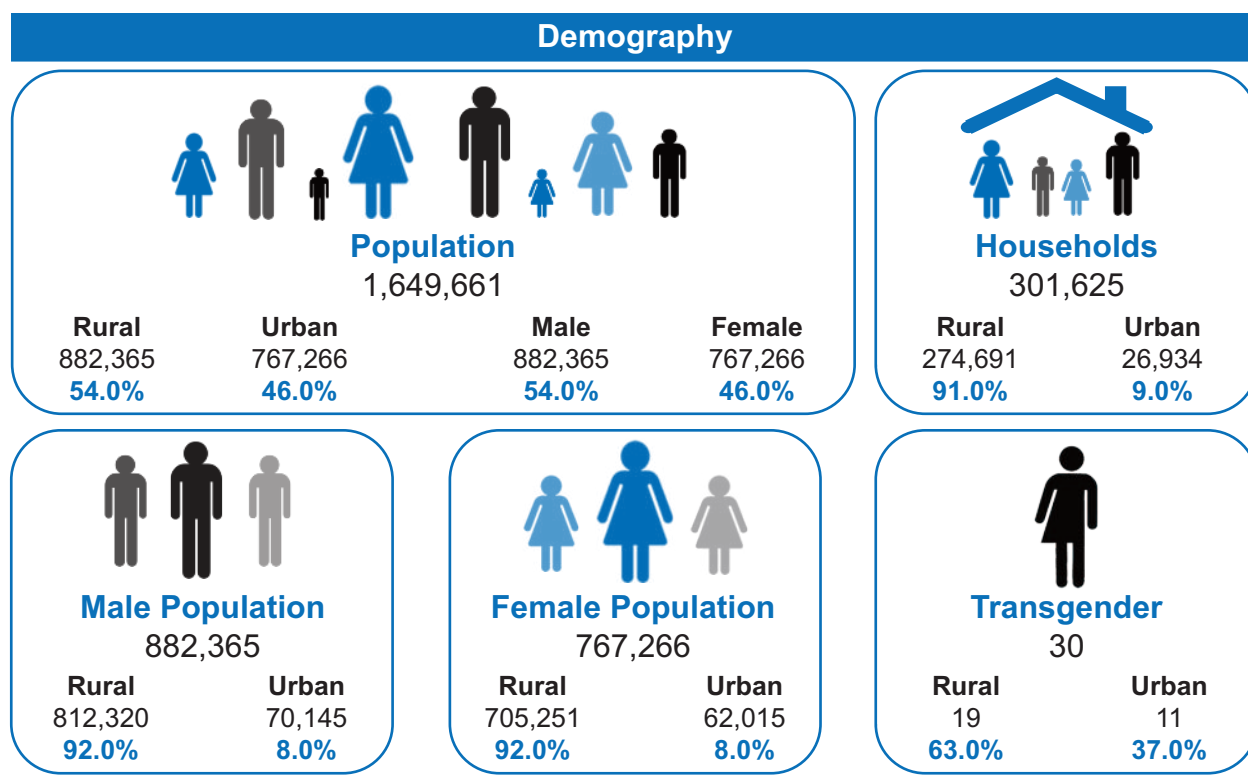 Demography
Population
1,649,661
Rural Urban Male Female
882,365 767,266 882,365 767,266
54.0% 46.0% 54.0% 46.0%
Households
301,625
Rural Urban
274,691 26,934
91.0% 9.0%
Male Population
882,365
Rural Urban
812,320 70,145
92.0% 8.0%
Female Population
767,266
Rural Urban
705,251 62,015
92.0% 8.0%
Transgender
30
Rural Urban
19 11
63.0% 37.0%